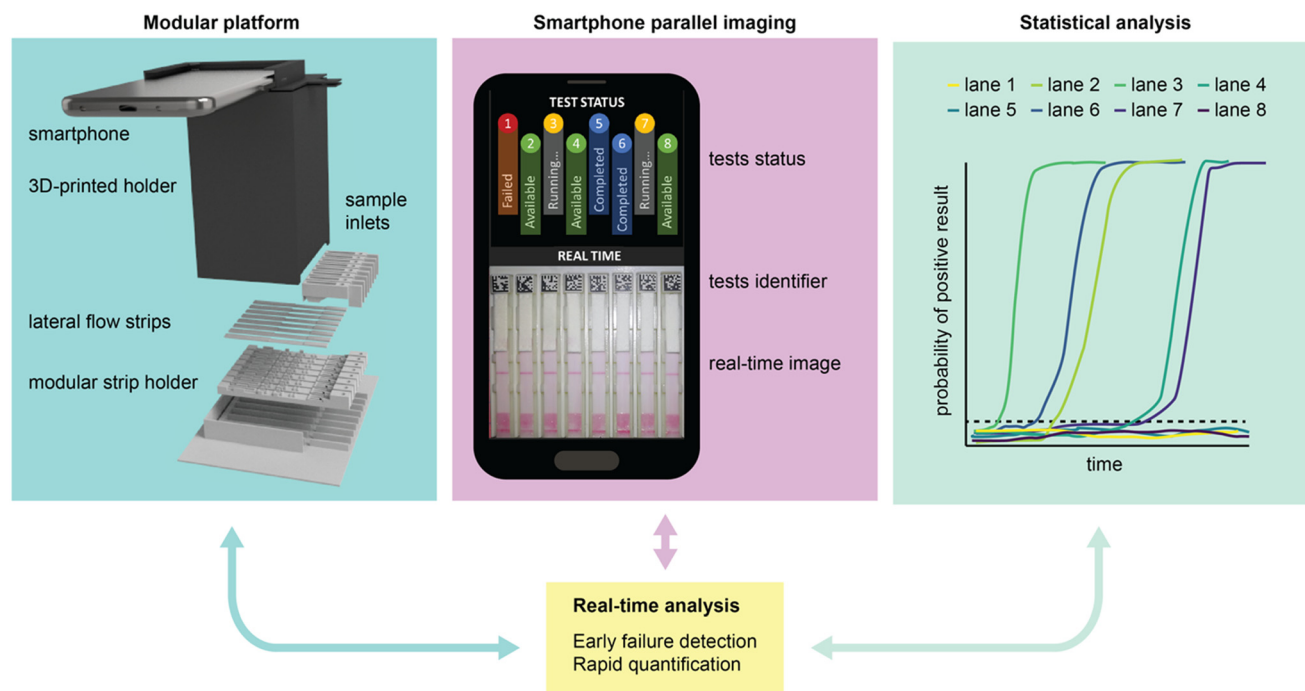 Modular platform
smartphone
3D-printed holder
sample
inlets
lateral flow strips
modular strip holder
Smartphone parallel imaging
TEST STATUS
1 2 3 4 5 6 7 8
Failed
Available
Running...
Available
Completed
Completed
Running...
Available
REAL TIME
tests status
tests identifier
real-time image
Statistical analysis
lane 1 lane 2 lane 3 lane 4
lane 5 lane 6 lane 7 lane 8
probability of positive result
time
Real-time analysis
Early failure detection
Rapid quantification